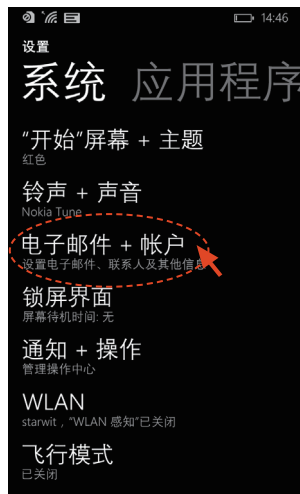 14:46
设置
系统 应用程序
“开始”屏幕 + 主题
红色
铃声 + 声音
Nokia Tune
电子邮件 + 帐户
设置电子邮件、联系人及其他信息
锁屏界面
屏幕待机时间: 无
通知 + 操作
管理操作中心
WLAN
starwit，“WLAN 感知”已关闭
飞行模式
已关闭